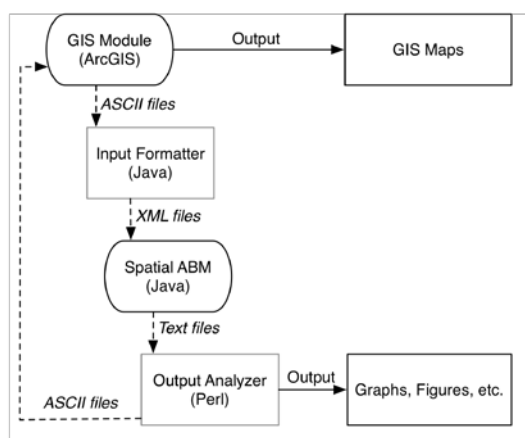 GIS Module
(ArcGIS)
Output
GIS Maps
ASCII files
Input Formatter
(Java)
XML files
Spatial ABM
(Java)
Text files
Output Analyzer
(Perl)
Output
Graphs, Figures, etc.
ASCII files